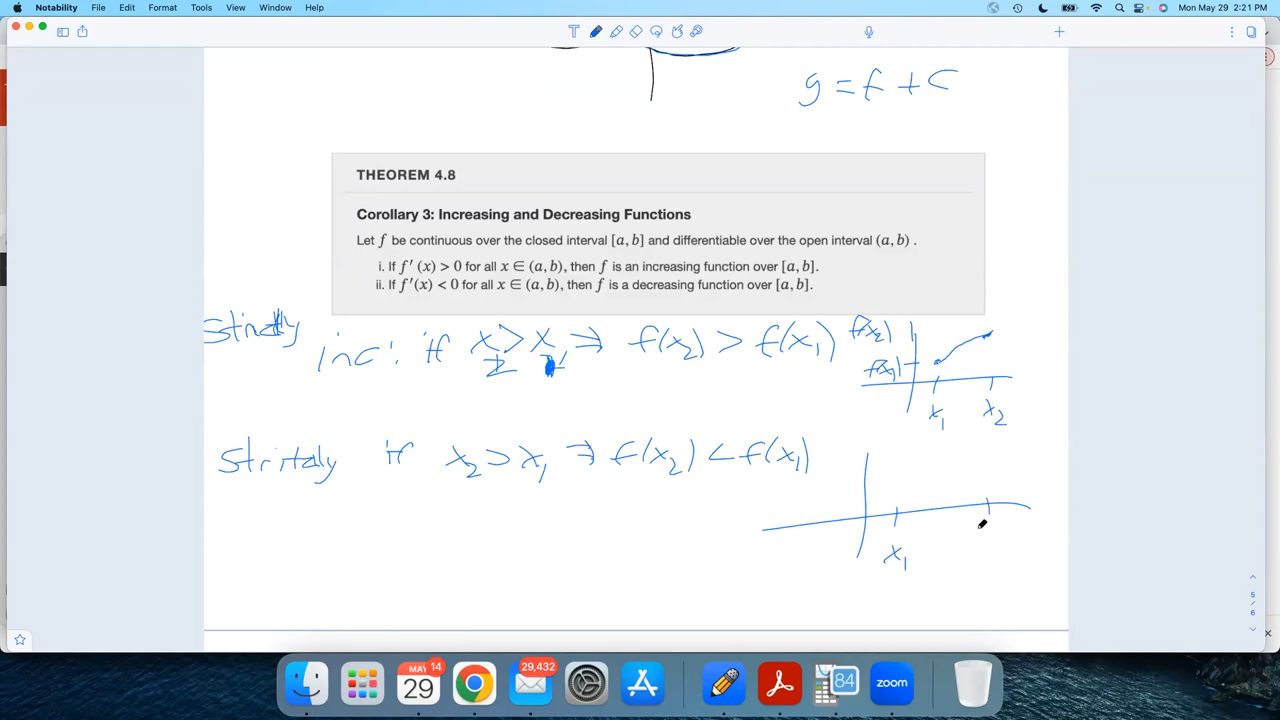 Notability File Edit View Insert Tools Window Help Mon May 29 2:21 PM
g = f + C
THEOREM 4.8
Corollary 3: Increasing and Decreasing Functions
Let f be continuous over the closed interval [a, b] and differentiable over the open interval (a, b) .
i. If f′ (x) > 0 for all x ∈ (a, b), then f is an increasing function over [a, b].
ii. If f′(x) < 0 for all x ∈ (a, b), then f is a decreasing function over [a, b].
inc: if x₂ > x₁ ⇒ f(x₂) > f(x₁)
f(x₂)
f(x₁)
x₁ x₂
if x₂ > x₁ ⇒ f(x₂) < f(x₁)
x₁
5
/
6
MAY 14
29
29,432
84
zoom